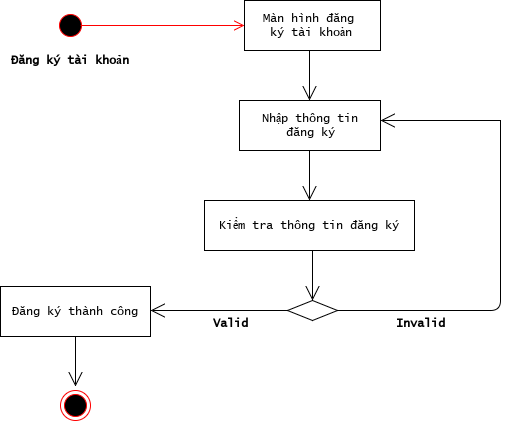 Màn hình đăng
ký tài khoản
Đăng ký tài khoản
Nhập thông tin
đăng ký
Kiểm tra thông tin đăng ký
Đăng ký thành công
Valid
Invalid